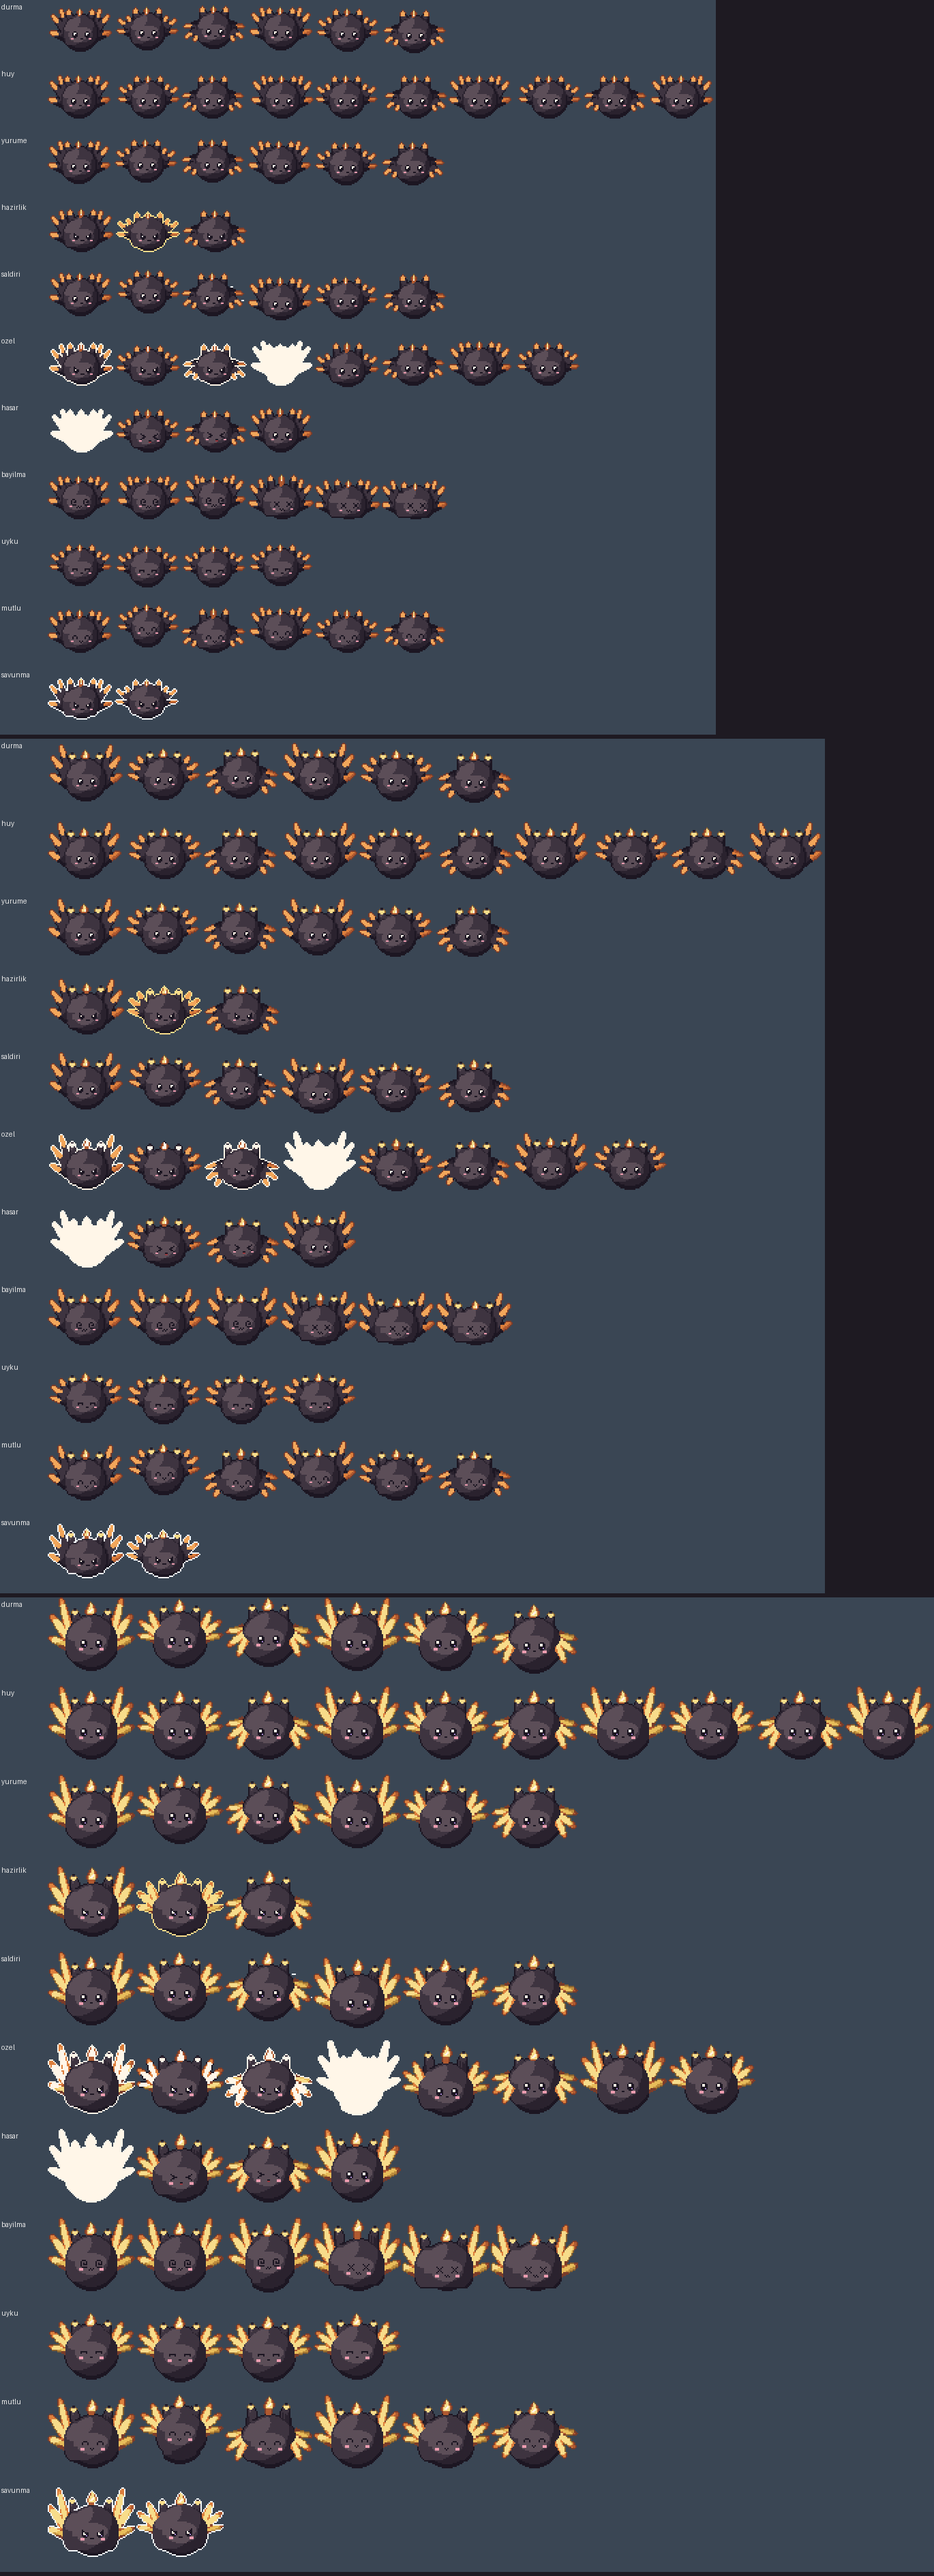 durma
huy
yurume
hazirlik
saldiri
ozel
hasar
bayilma
uyku
mutlu
savunma
durma
huy
yurume
hazirlik
saldiri
ozel
hasar
bayilma
uyku
mutlu
savunma
durma
huy
yurume
hazirlik
saldiri
ozel
hasar
bayilma
uyku
mutlu
savunma